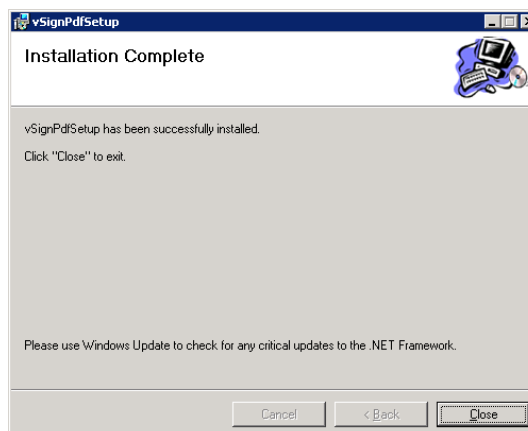 vSignPdfSetup
Installation Complete
vSignPdfSetup has been successfully installed.
Click "Close" to exit.
Please use Windows Update to check for any critical updates to the .NET Framework.
Cancel
< Back
Close